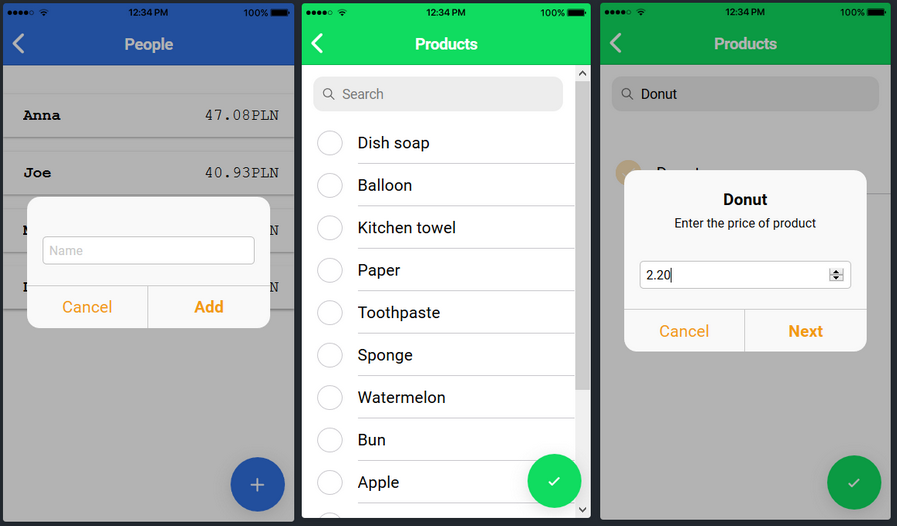 12:34 PM
100%
People
Anna
47.08PLN
Joe
40.93PLN
N
Name
Cancel
Add
12:34 PM
100%
Products
Search
Dish soap
Balloon
Kitchen towel
Paper
Toothpaste
Sponge
Watermelon
Bun
Apple
12:34 PM
100%
Products
Donut
Donut
Enter the price of product
2.20
Cancel
Next